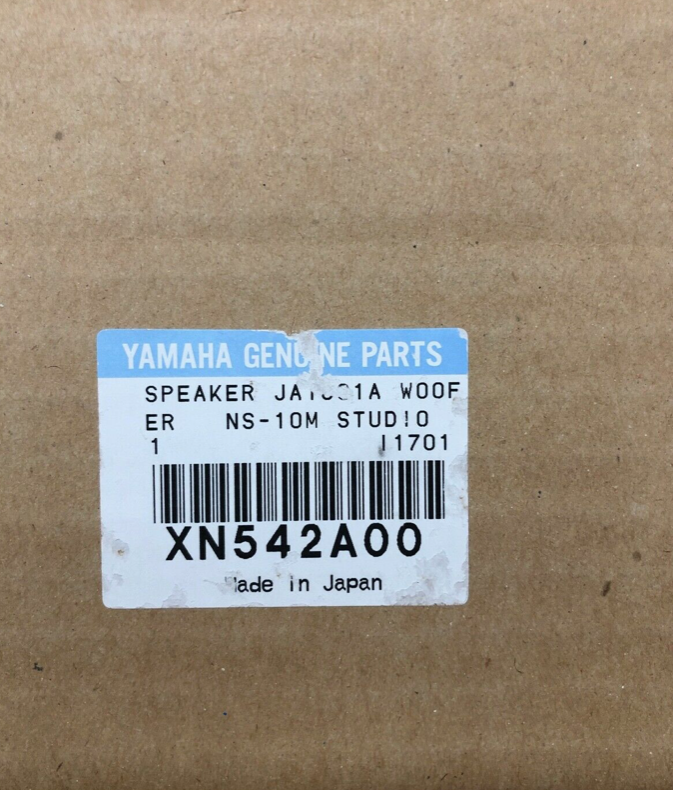 YAMAHA GENUINE PARTS
SPEAKER WOOF
ER NS-10M STUDIO
1 I1701
XN542A00
Made in Japan